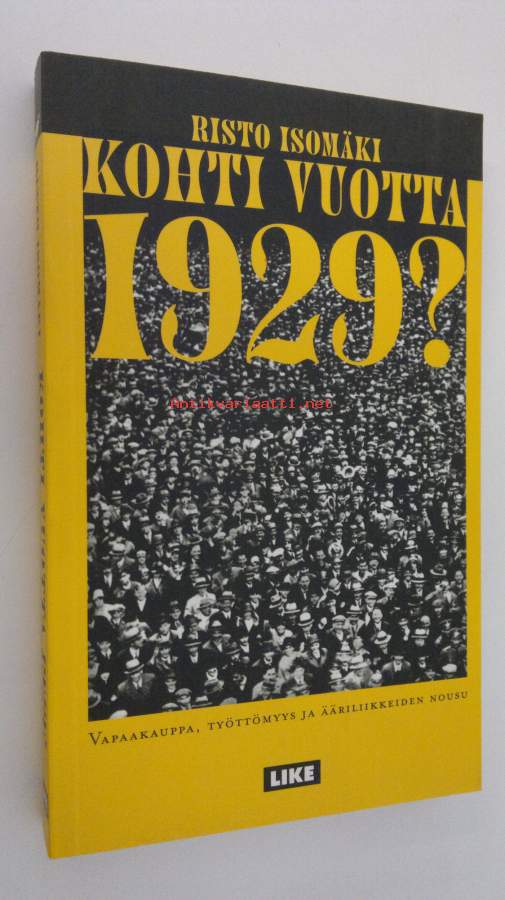 RISTO ISOMÄKI
KOHTI VUOTTA
1929?
Antikvariaatti.net
VAPAAKAUPPA, TYÖTTÖMYYS JA ÄÄRILIIKKEIDEN NOUSU
LIKE